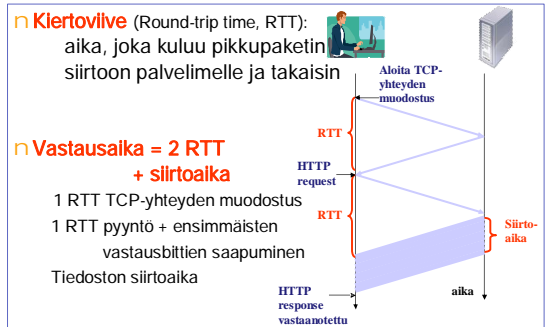 n Kiertoviive (Round-trip time, RTT):
aika, joka kuluu pikkupaketin
siirtoon palvelimelle ja takaisin
n Vastausaika = 2 RTT
+ siirtoaika
1 RTT TCP-yhteyden muodostus
1 RTT pyyntö + ensimmäisten
vastausbittien saapuminen
Tiedoston siirtoaika
Aloita TCP-
yhteyden
muodostus
RTT
HTTP
request
RTT
Siirto-
aika
HTTP
response
vastaanotettu
aika